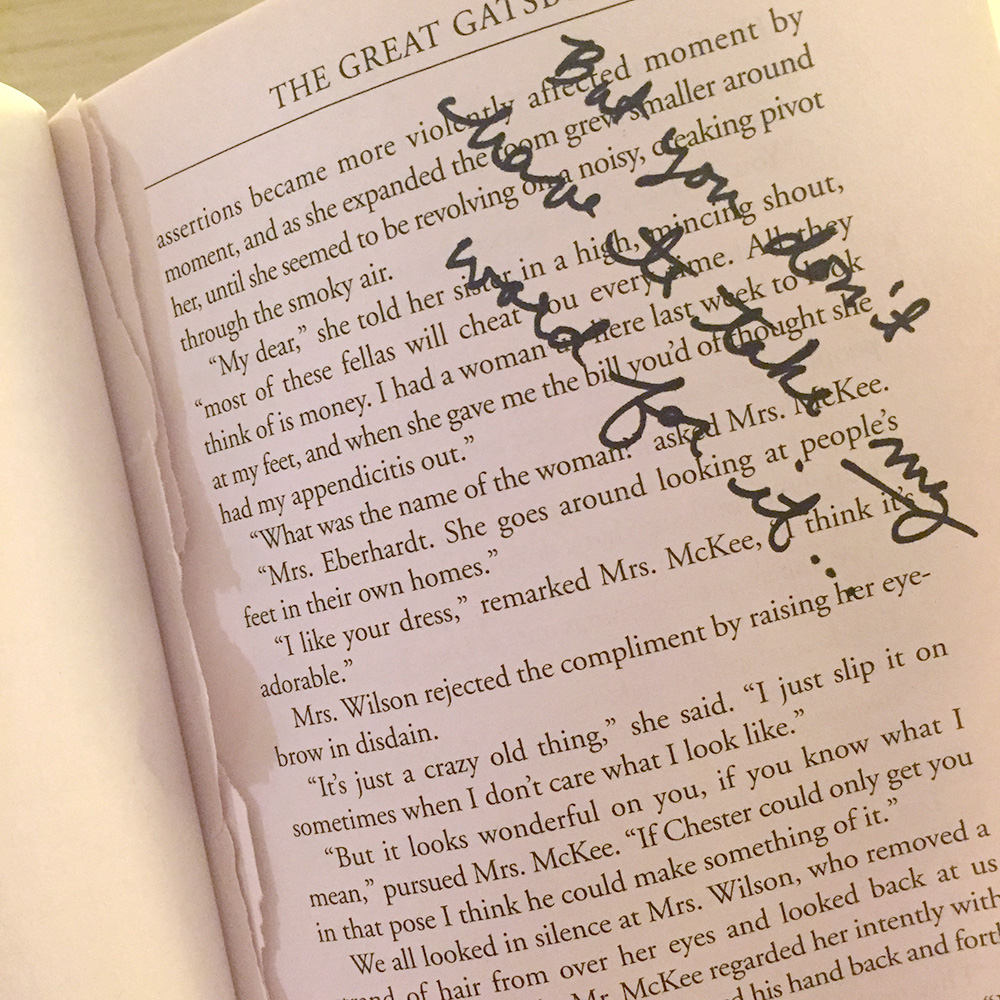 THE GREAT GATSB
assertions became more violently affected moment by
moment, and as she expanded the room grew smaller around
her, until she seemed to be revolving on a noisy, creaking pivot
through the smoky air.
“My dear,” she told her sister in a high, mincing shout,
“most of these fellas will cheat you every time. All they
think of is money. I had a woman up here last week to look
at my feet, and when she gave me the bill you’d of thought she
had my appendicitis out.”
“What was the name of the woman?” asked Mrs. McKee.
“Mrs. Eberhardt. She goes around looking at people’s
feet in their own homes.”
“I like your dress,” remarked Mrs. McKee, “I think it’s
adorable.”
Mrs. Wilson rejected the compliment by raising her eye-
brow in disdain.
“It’s just a crazy old thing,” she said. “I just slip it on
sometimes when I don’t care what I look like.”
“But it looks wonderful on you, if you know what I
mean,” pursued Mrs. McKee. “If Chester could only get you
in that pose I think he could make something of it.”
We all looked in silence at Mrs. Wilson, who removed a
of hair from over her eyes and looked back at us
Mr. McKee regarded her intently with
his hand back and forth
But you don't
have to take my
word for it...